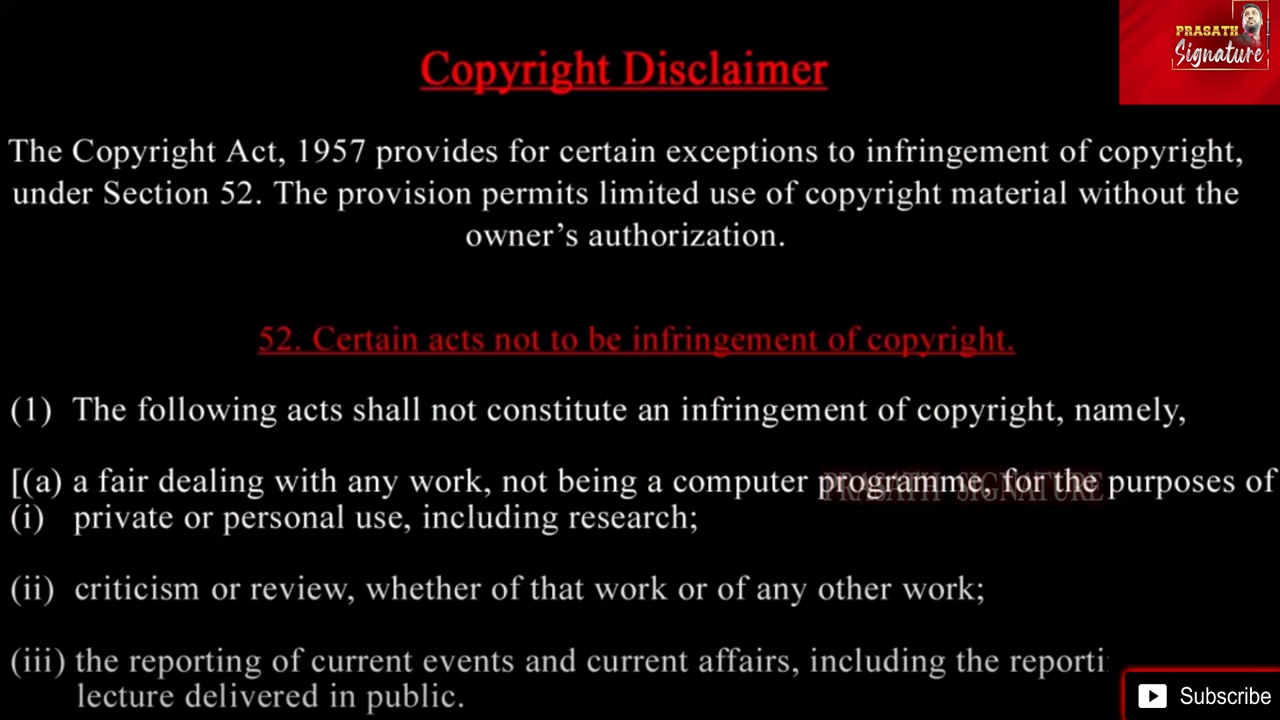 PRASATH
Signature
Copyright Disclaimer
The Copyright Act, 1957 provides for certain exceptions to infringement of copyright,
under Section 52. The provision permits limited use of copyright material without the
owner’s authorization.
52. Certain acts not to be infringement of copyright.
(1) The following acts shall not constitute an infringement of copyright, namely,
[(a) a fair dealing with any work, not being a computer programme, for the purposes of
PRASATH SIGNATURE
(i) private or personal use, including research;
(ii) criticism or review, whether of that work or of any other work;
(iii) the reporting of current events and current affairs, including the reporti
lecture delivered in public.
Subscribe